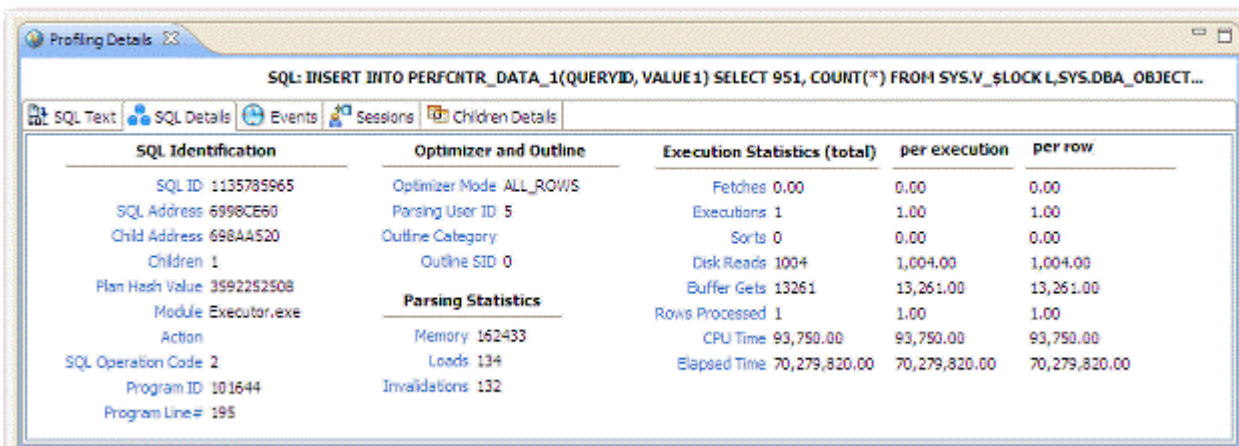 Profiling Details
SQL: INSERT INTO PERFCNTR_DATA_1(QUERYID, VALUE1) SELECT 951, COUNT(*) FROM SYS.V_$LOCK L,SYS.DBA_OBJECT...
SQL Text SQL Details Events Sessions Children Details
SQL Identification
SQL ID 1135785965
SQL Address 6998CE60
Child Address 698AA520
Children 1
Plan Hash Value 3592252508
Module Executor.exe
Action
SQL Operation Code 2
Program ID 101644
Program Line# 195
Optimizer and Outline
Optimizer Mode ALL_ROWS
Parsing User ID 5
Outline Category
Outline SID 0
Parsing Statistics
Memory 162433
Loads 134
Invalidations 132
Execution Statistics (total) per execution per row
Fetches 0.00 0.00 0.00
Executions 1 1.00 1.00
Sorts 0 0.00 0.00
Disk Reads 1004 1,004.00 1,004.00
Buffer Gets 13261 13,261.00 13,261.00
Rows Processed 1 1.00 1.00
CPU Time 93,750.00 93,750.00 93,750.00
Elapsed Time 70,279,820.00 70,279,820.00 70,279,820.00